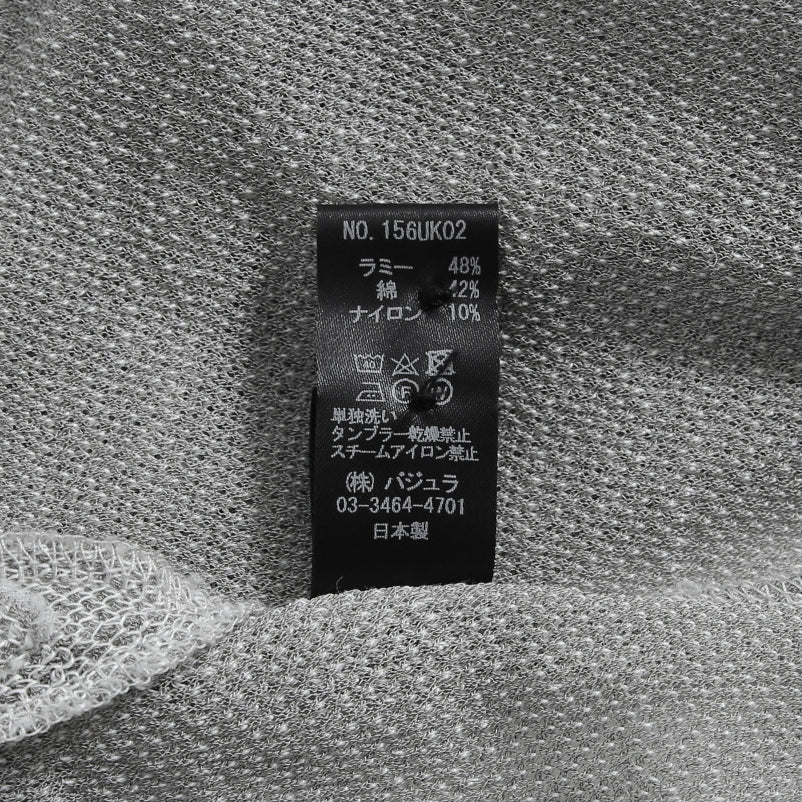 NO. 156UK02
ラミー 48%
綿 42%
ナイロン 10%
40
F W
単独洗い
タンブラー乾燥禁止
スチームアイロン禁止
(株) バジュラ
03-3464-4701
日本製